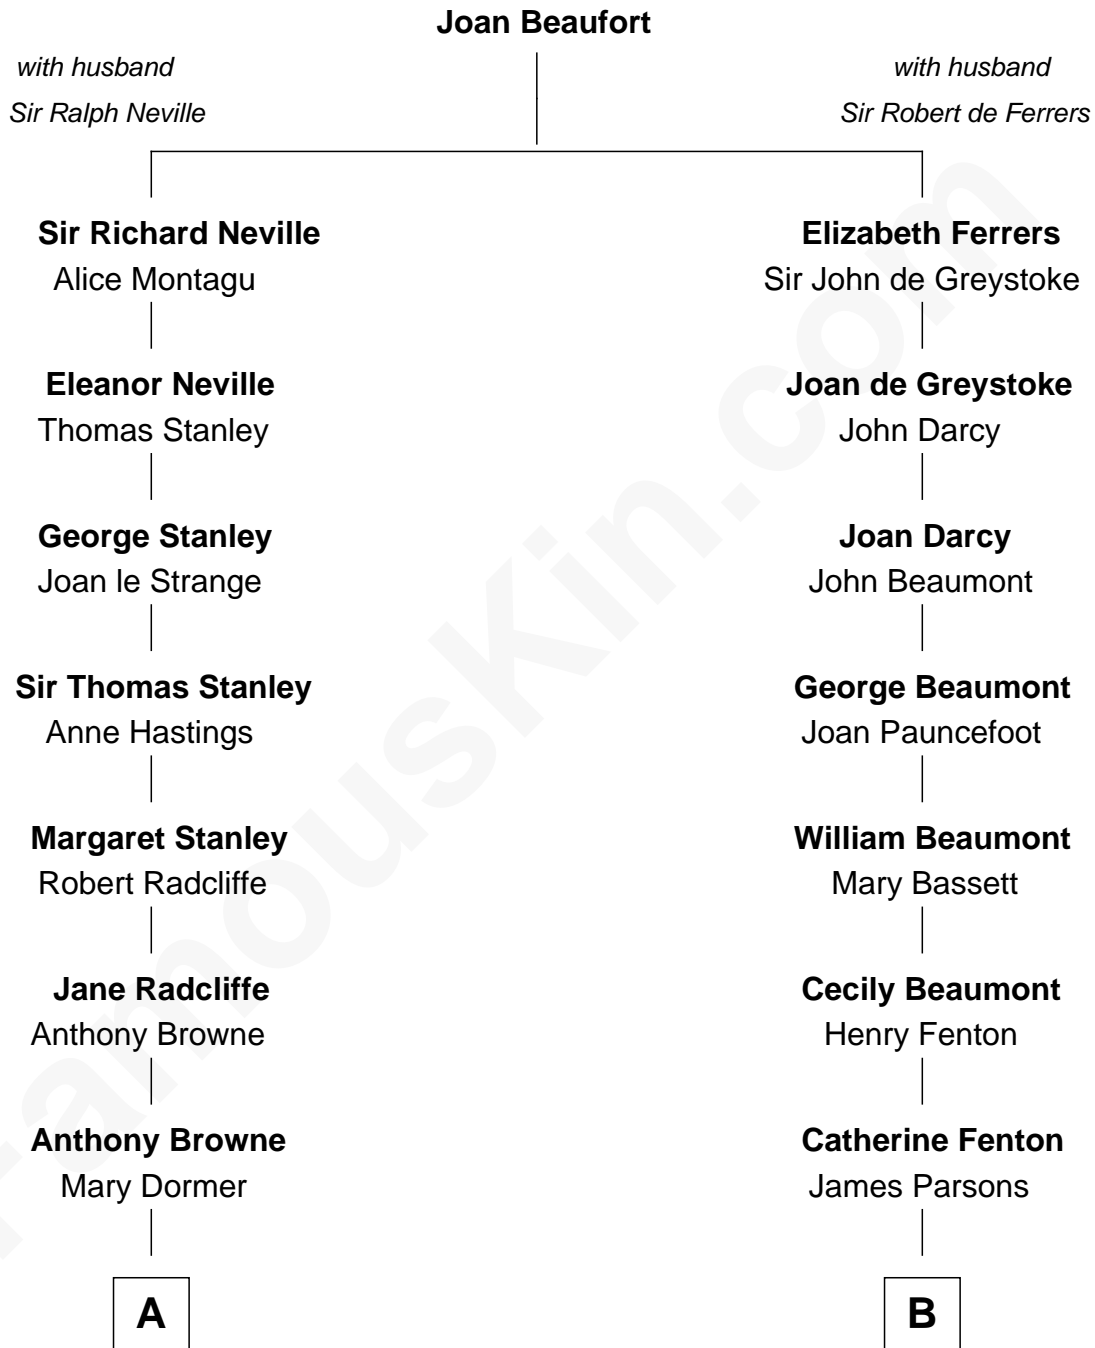 Joan Beaufort
with husband
Sir Ralph Neville
with husband
Sir Robert de Ferrers
Sir Richard Neville
Alice Montagu
Elizabeth Ferrers
Sir John de Greystoke
Eleanor Neville
Thomas Stanley
Joan de Greystoke
John Darcy
George Stanley
Joan le Strange
Joan Darcy
John Beaumont
Sir Thomas Stanley
Anne Hastings
George Beaumont
Joan Pauncefoot
Margaret Stanley
Robert Radcliffe
William Beaumont
Mary Bassett
Jane Radcliffe
Anthony Browne
Cecily Beaumont
Henry Fenton
Anthony Browne
Mary Dormer
Catherine Fenton
James Parsons
A
B
FamousKin.com